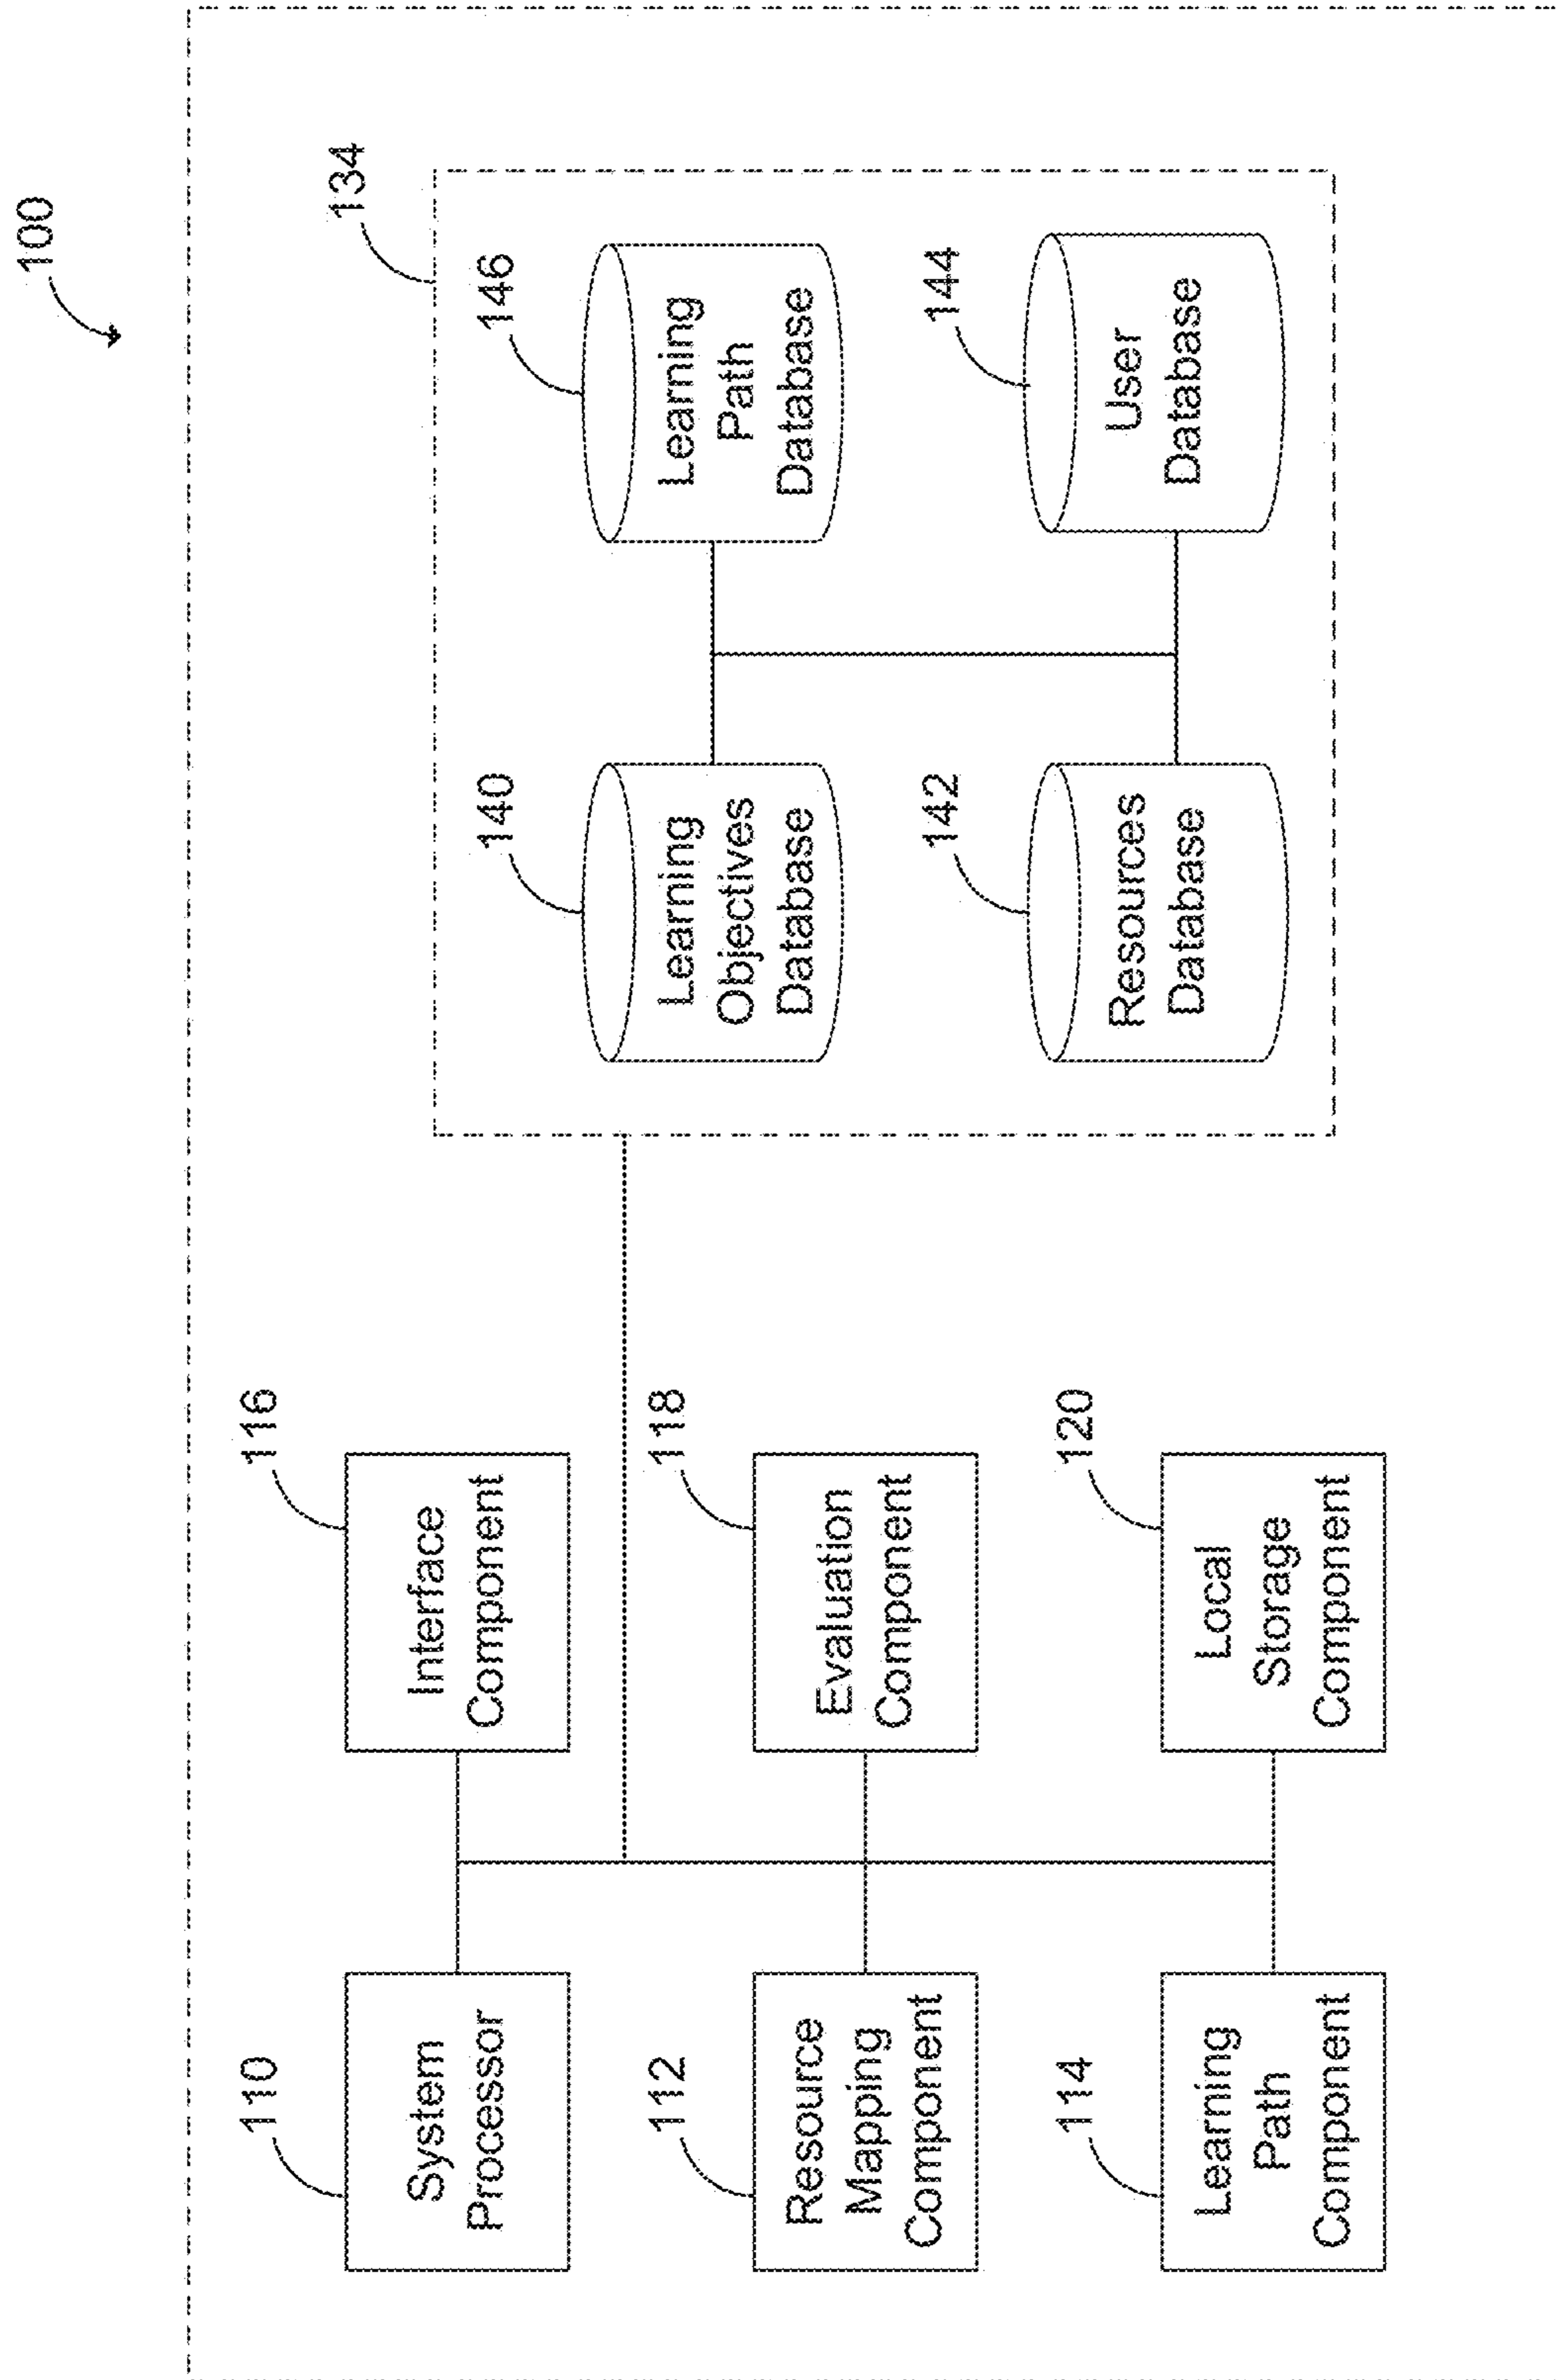 100
134
110
System
Processor
116
Interface
Component
140
Learning
Objectives
Database
146
Learning
Path
Database
112
Resource
Mapping
Component
118
Evaluation
Component
142
Resources
Database
144
User
Database
114
Learning
Path
Component
120
Local
Storage
Component